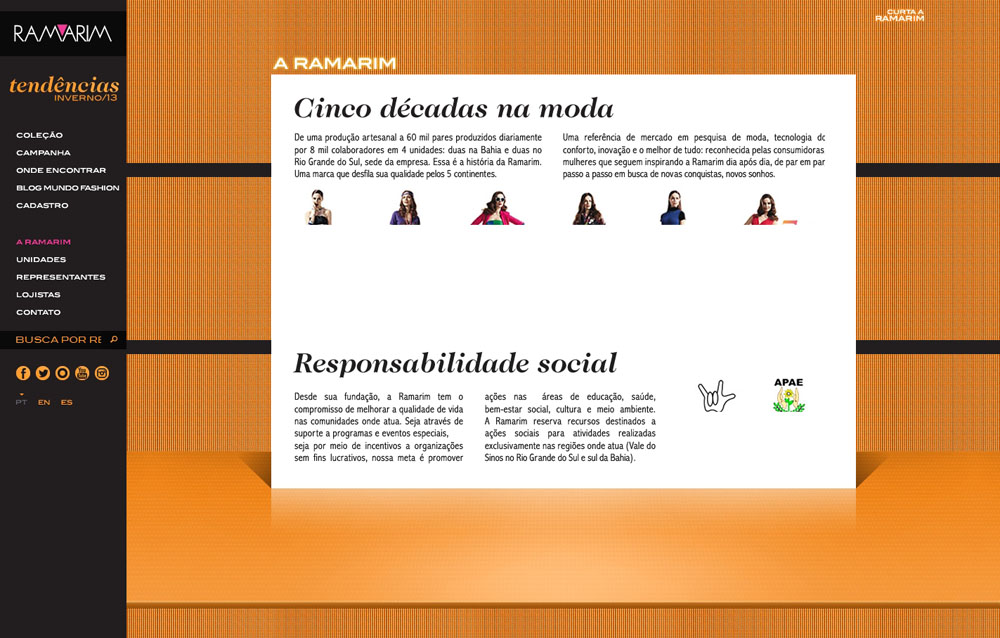 RAMARIM
tendências
INVERNO/13
COLEÇÃO
CAMPANHA
ONDE ENCONTRAR
BLOG MUNDO FASHION
CADASTRO
A RAMARIM
UNIDADES
REPRESENTANTES
LOJISTAS
CONTATO
BUSCA POR RE
You Tube
PT EN ES
CURTA A
RAMARIM
A RAMARIM
Cinco décadas na moda
De uma produção artesanal a 60 mil pares produzidos diariamente
por 8 mil colaboradores em 4 unidades: duas na Bahia e duas no
Rio Grande do Sul, sede da empresa. Essa é a história da Ramarim.
Uma marca que desfila sua qualidade pelos 5 continentes.
Uma referência de mercado em pesquisa de moda, tecnologia dc
conforto, inovação e o melhor de tudo: reconhecida pelas consumidoras
mulheres que seguem inspirando a Ramarim dia após dia, de par em par
passo a passo em busca de novas conquistas, novos sonhos.
Responsabilidade social
Desde sua fundação, a Ramarim tem o
compromisso de melhorar a qualidade de vida
nas comunidades onde atua. Seja através de
suporte a programas e eventos especiais,
seja por meio de incentivos a organizações
sem fins lucrativos, nossa meta é promover
ações nas áreas de educação, saúde,
bem-estar social, cultura e meio ambiente.
A Ramarim reserva recursos destinados a
ações sociais para atividades realizadas
exclusivamente nas regiões onde atua (Vale do
Sinos no Rio Grande do Sul e sul da Bahia).
APAE